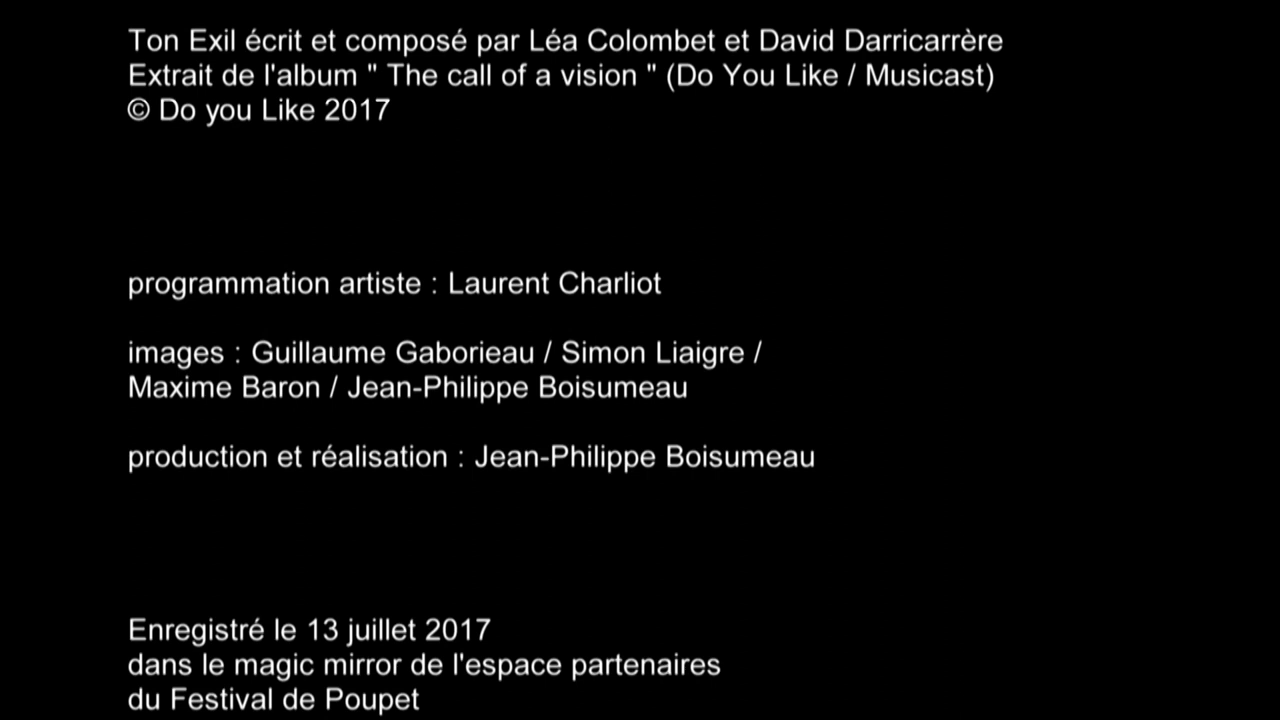 Ton Exil écrit et composé par Léa Colombet et David Darricarrère
Extrait de l'album " The call of a vision " (Do You Like / Musicast)
© Do you Like 2017
programmation artiste : Laurent Charliot
images : Guillaume Gaborieau / Simon Liaigre /
Maxime Baron / Jean-Philippe Boisumeau
production et réalisation : Jean-Philippe Boisumeau
Enregistré le 13 juillet 2017
dans le magic mirror de l'espace partenaires
du Festival de Poupet